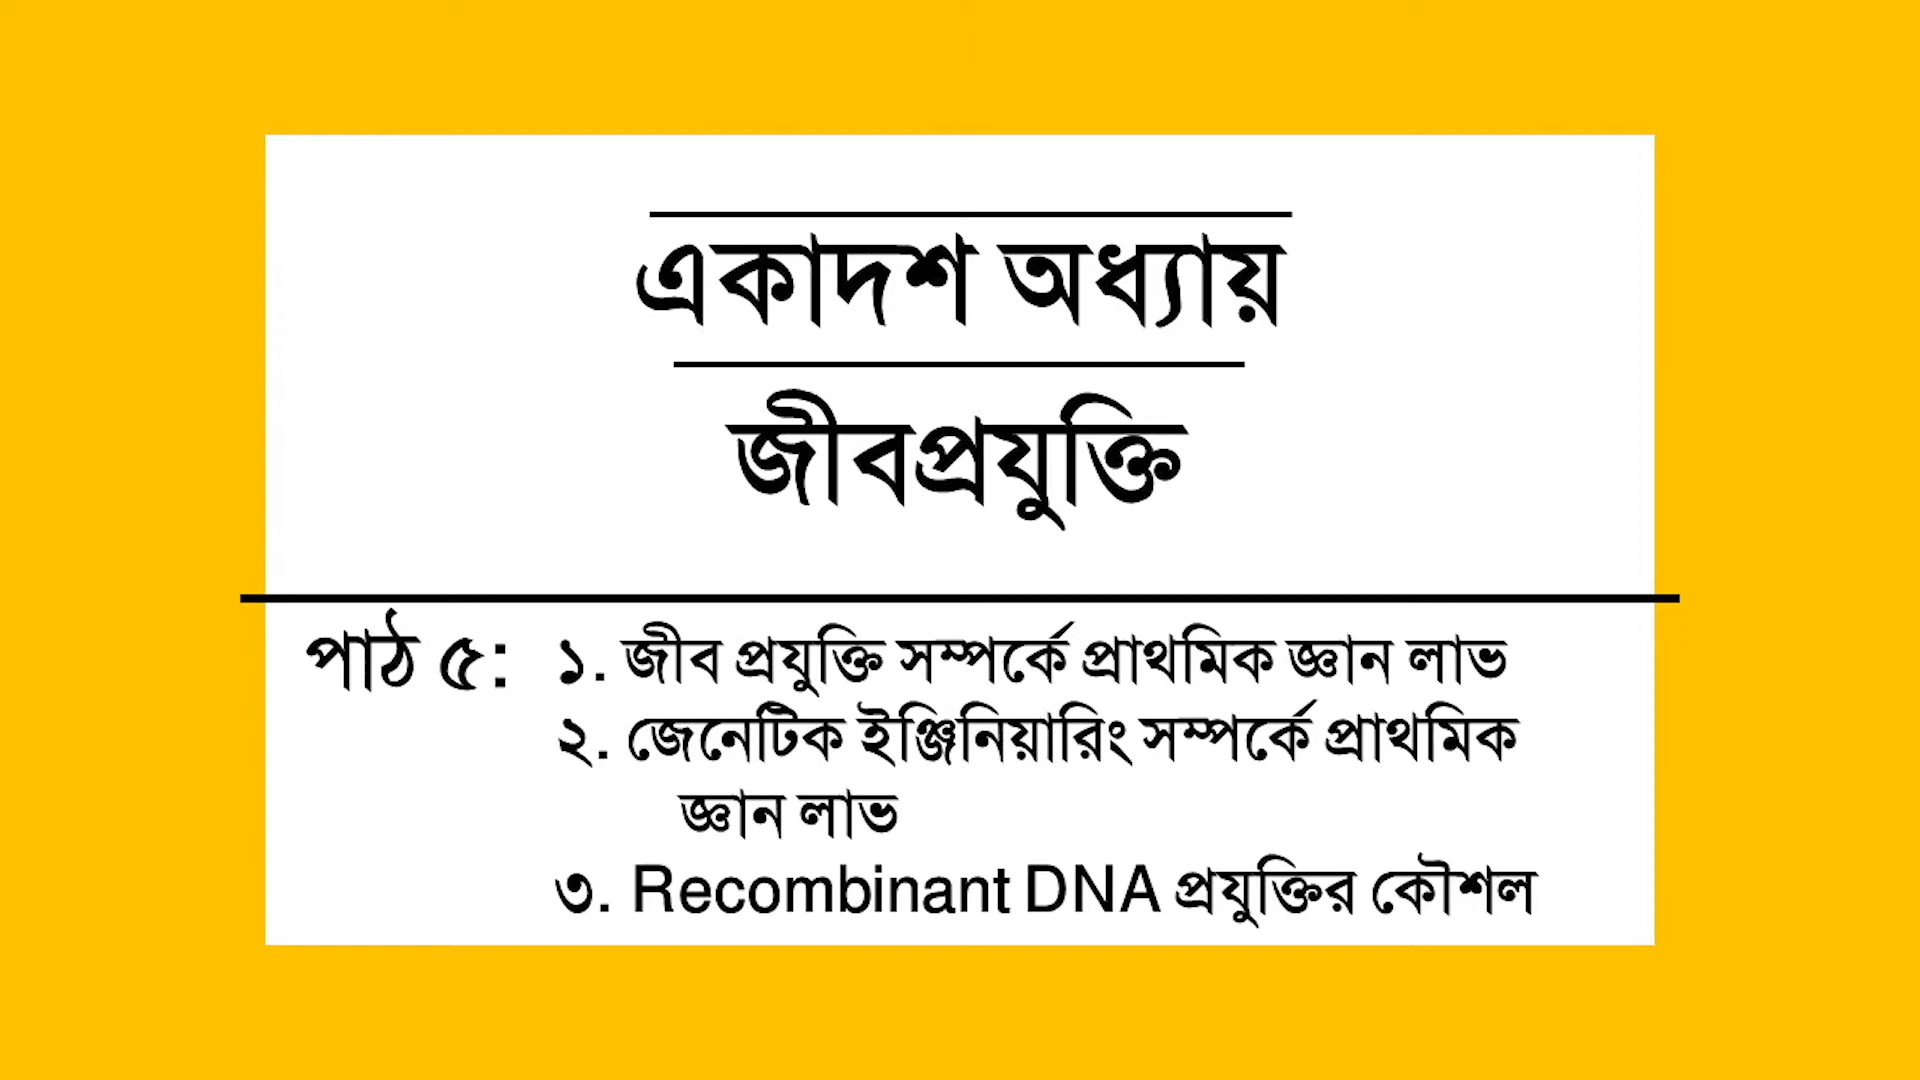 একাদশ অধ্যায়
জীবপ্রযুক্তি
পাঠ ৫: ১. জীব প্রযুক্তি সম্পর্কে প্রাথমিক জ্ঞান লাভ
২. জেনেটিক ইঞ্জিনিয়ারিং সম্পর্কে প্রাথমিক
জ্ঞান লাভ
৩. Recombinant DNA প্রযুক্তির কৌশল